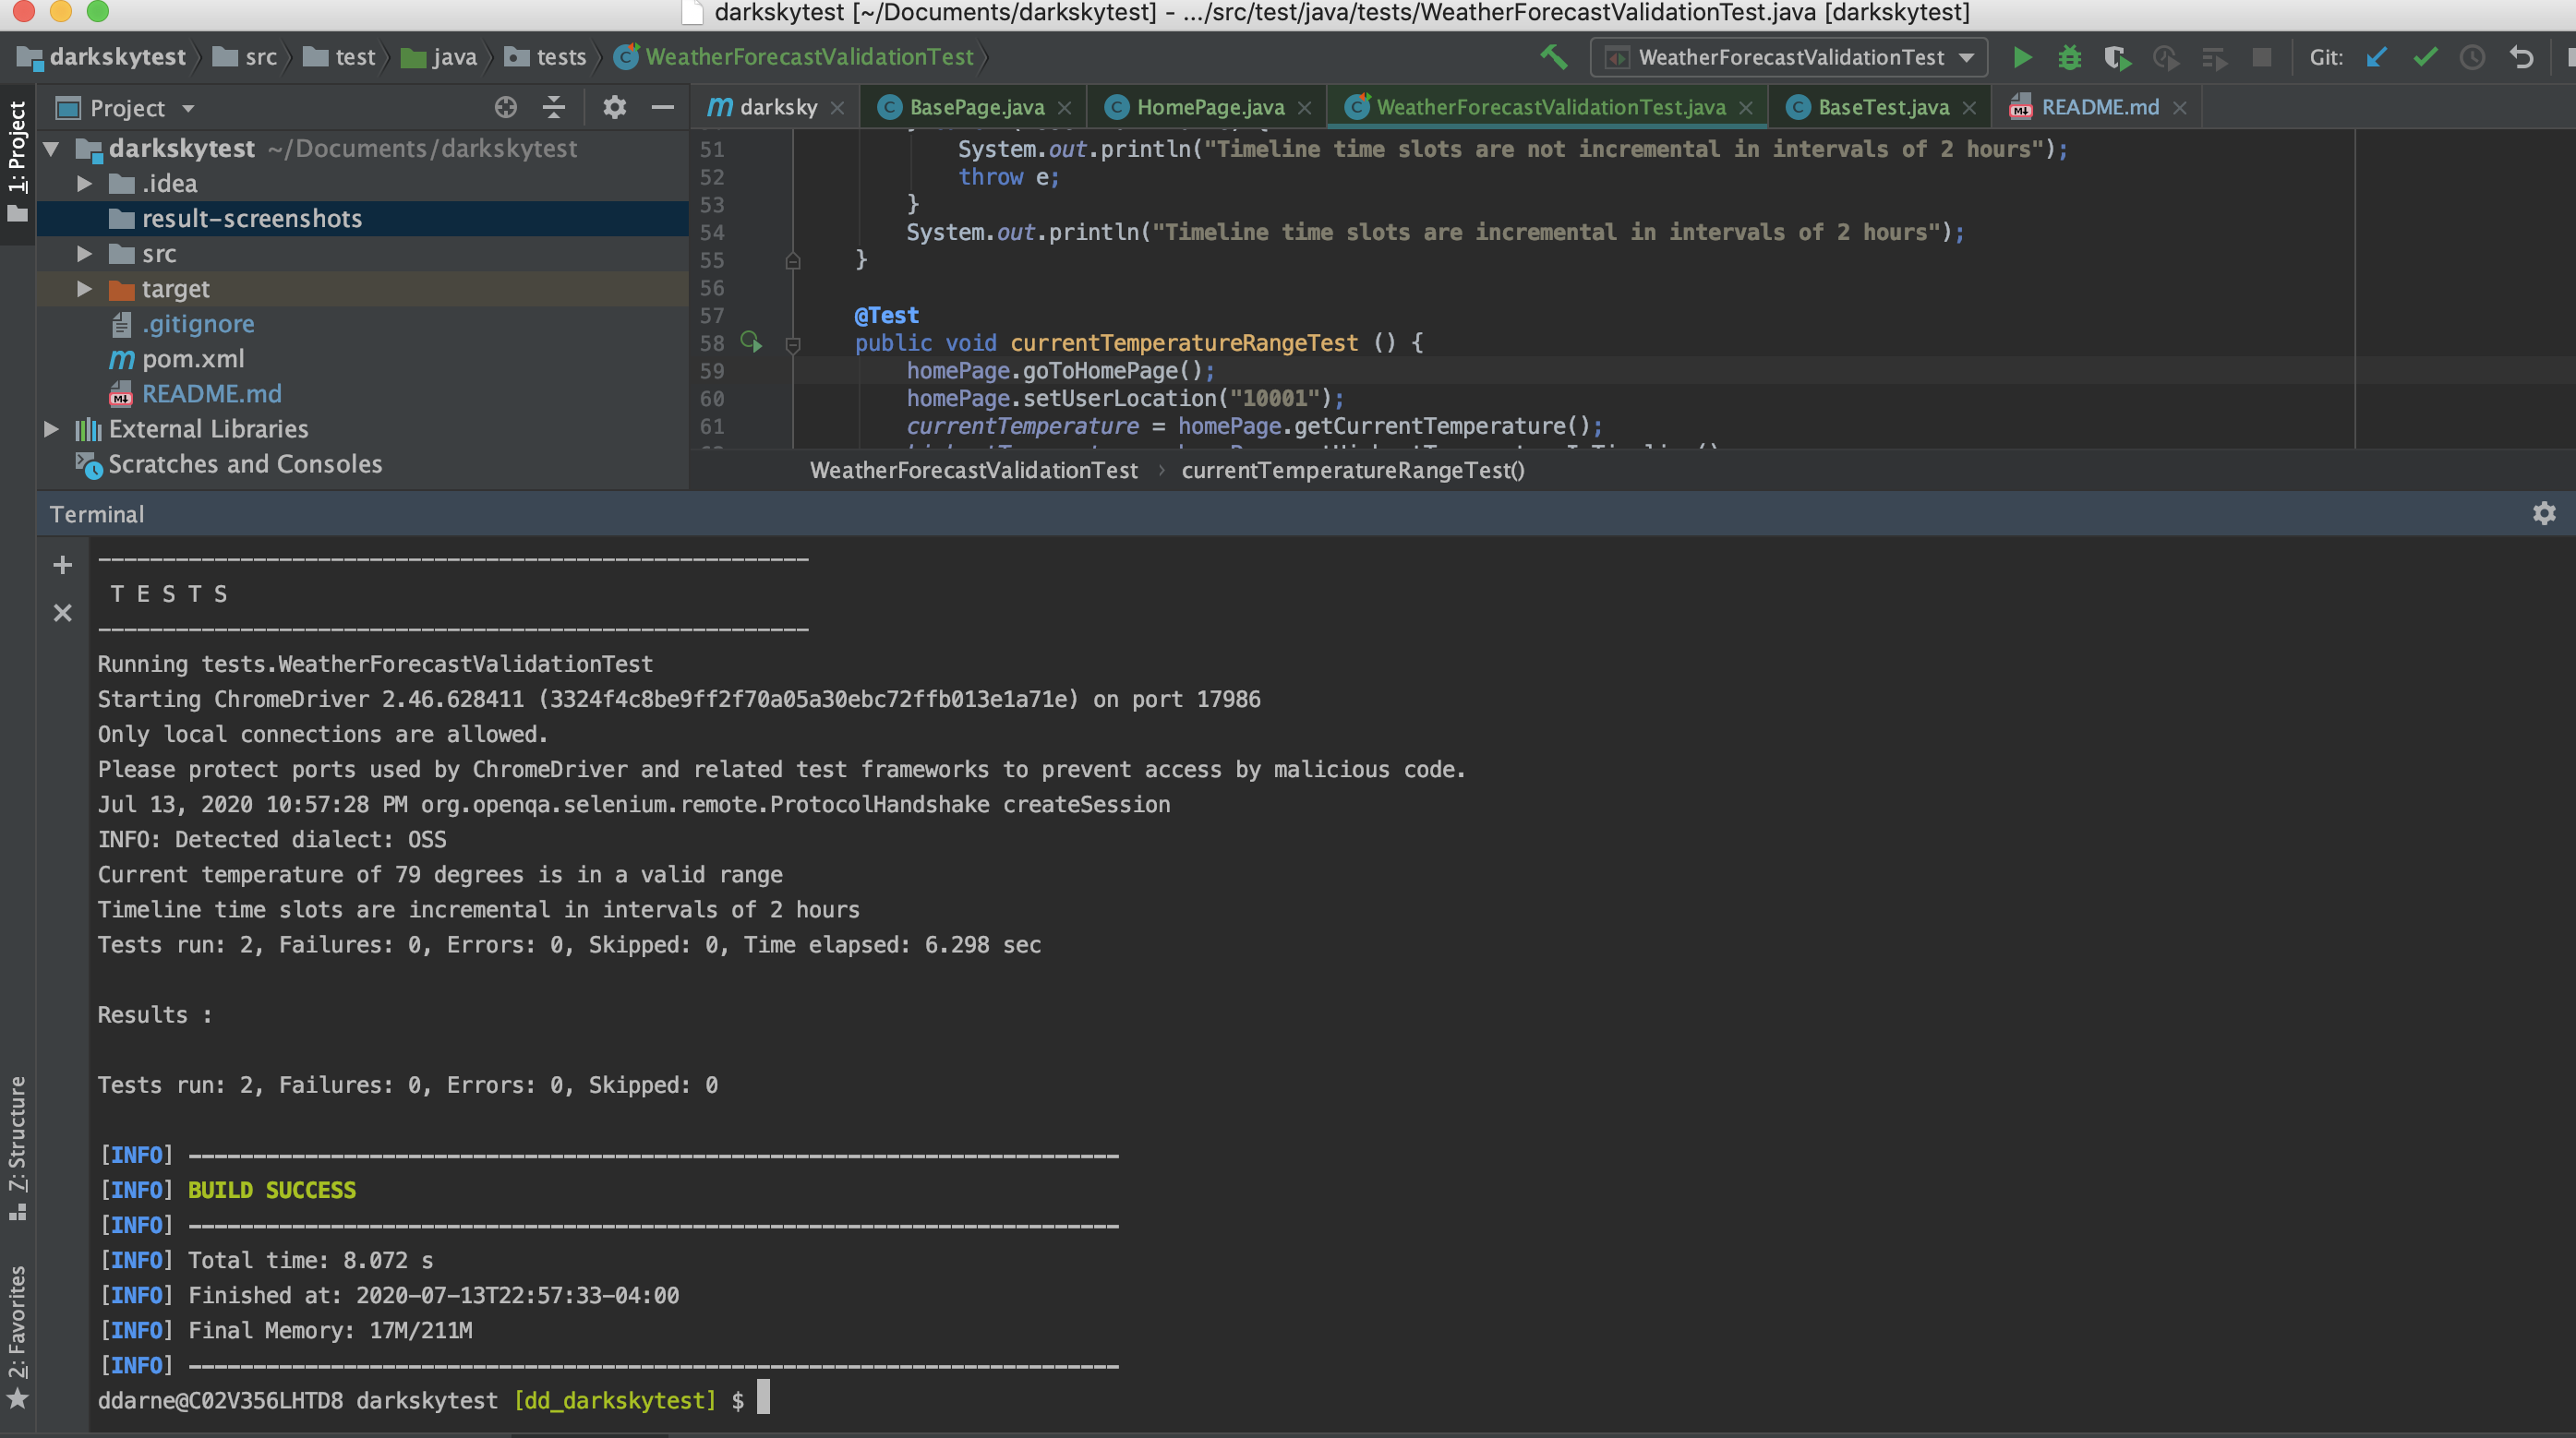 darkskytest [~/Documents/darkskytest] - .../src/test/java/tests/WeatherForecastValidationTest.java [darkskytest]
darkskytest src test java tests WeatherForecastValidationTest
WeatherForecastValidationTest Git:
1: Project
Project
darksky BasePage.java HomePage.java WeatherForecastValidationTest.java BaseTest.java README.md
darkskytest ~/Documents/darkskytest
.idea
result-screenshots
src
target
.gitignore
pom.xml
README.md
External Libraries
Scratches and Consoles
51 System.out.println("Timeline time slots are not incremental in intervals of 2 hours");
52 throw e;
53 }
54 System.out.println("Timeline time slots are incremental in intervals of 2 hours");
55 }
56
57 @Test
58 public void currentTemperatureRangeTest () {
59 homePage.goToHomePage();
60 homePage.setUserLocation("10001");
61 currentTemperature = homePage.getCurrentTemperature();
WeatherForecastValidationTest › currentTemperatureRangeTest()
Terminal
-------------------------------------------------------
T E S T S
-------------------------------------------------------
Running tests.WeatherForecastValidationTest
Starting ChromeDriver 2.46.628411 (3324f4c8be9ff2f70a05a30ebc72ffb013e1a71e) on port 17986
Only local connections are allowed.
Please protect ports used by ChromeDriver and related test frameworks to prevent access by malicious code.
Jul 13, 2020 10:57:28 PM org.openqa.selenium.remote.ProtocolHandshake createSession
INFO: Detected dialect: OSS
Current temperature of 79 degrees is in a valid range
Timeline time slots are incremental in intervals of 2 hours
Tests run: 2, Failures: 0, Errors: 0, Skipped: 0, Time elapsed: 6.298 sec
Results :
Tests run: 2, Failures: 0, Errors: 0, Skipped: 0
[INFO] ------------------------------------------------------------------------
[INFO] BUILD SUCCESS
[INFO] ------------------------------------------------------------------------
[INFO] Total time: 8.072 s
[INFO] Finished at: 2020-07-13T22:57:33-04:00
[INFO] Final Memory: 17M/211M
[INFO] ------------------------------------------------------------------------
ddarne@C02V356LHTD8 darkskytest [dd_darkskytest] $
7: Structure
2: Favorites